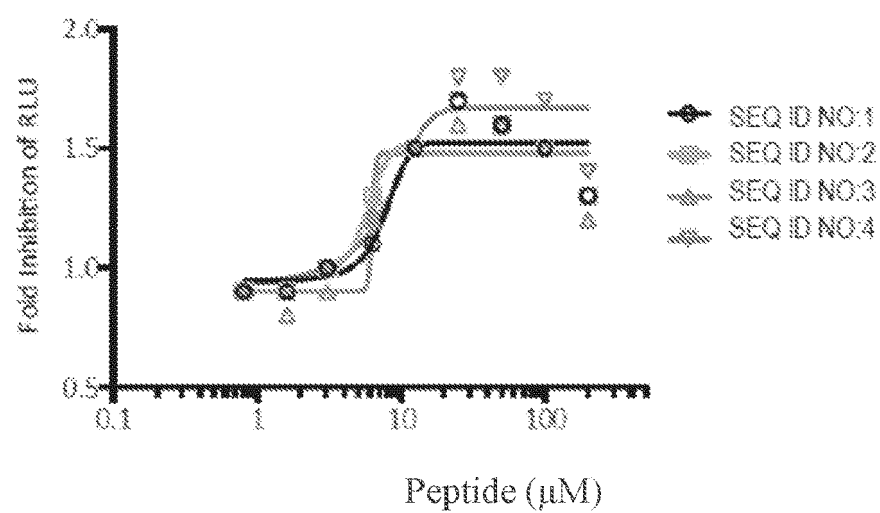 2.0
1.5
1.0
0.5
Fold Inhibition of RLU
0.1 1 10 100
Peptide (μM)
SEQ ID NO:1
SEQ ID NO:2
SEQ ID NO:3
SEQ ID NO:4